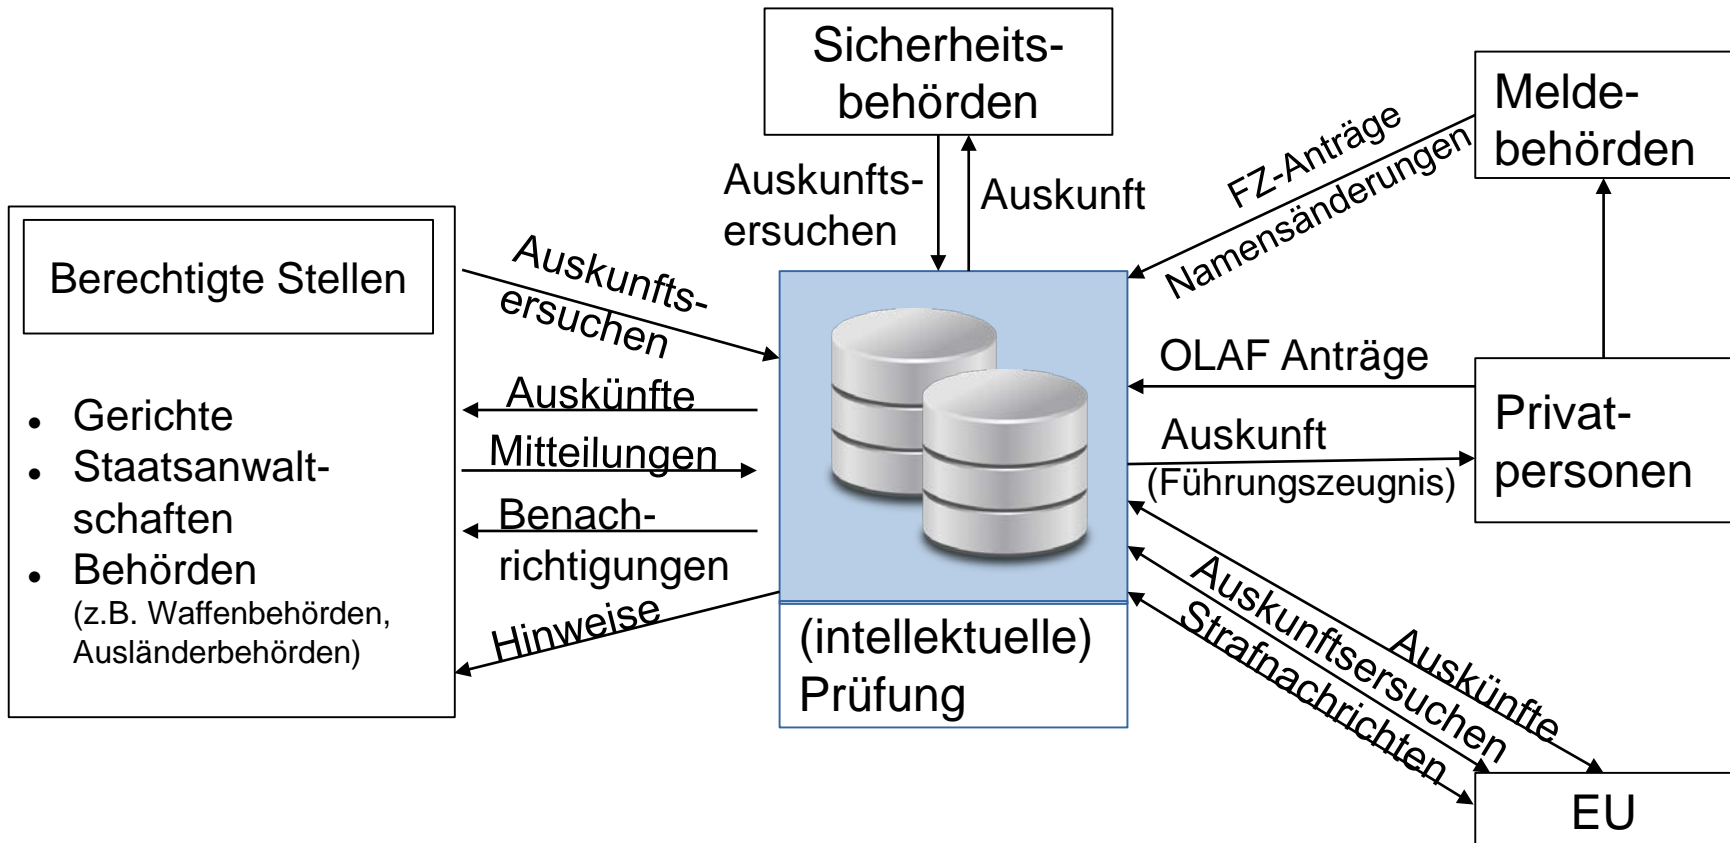 Sicherheits-
behörden
Melde-
behörden
FZ-Anträge
Namensänderungen
Auskunfts-
ersuchen
Auskunft
Berechtigte Stellen
Auskunfts-
ersuchen
Gerichte
Staatsanwalt-
schaften
Behörden
(z.B. Waffenbehörden,
Ausländerbehörden)
Auskünfte
Mitteilungen
Benach-
richtigungen
Hinweise
OLAF Anträge
Auskunft
(Führungszeugnis)
Privat-
personen
(intellektuelle)
Prüfung
Auskünfte
Auskunftsersuchen
Strafnachrichten
EU